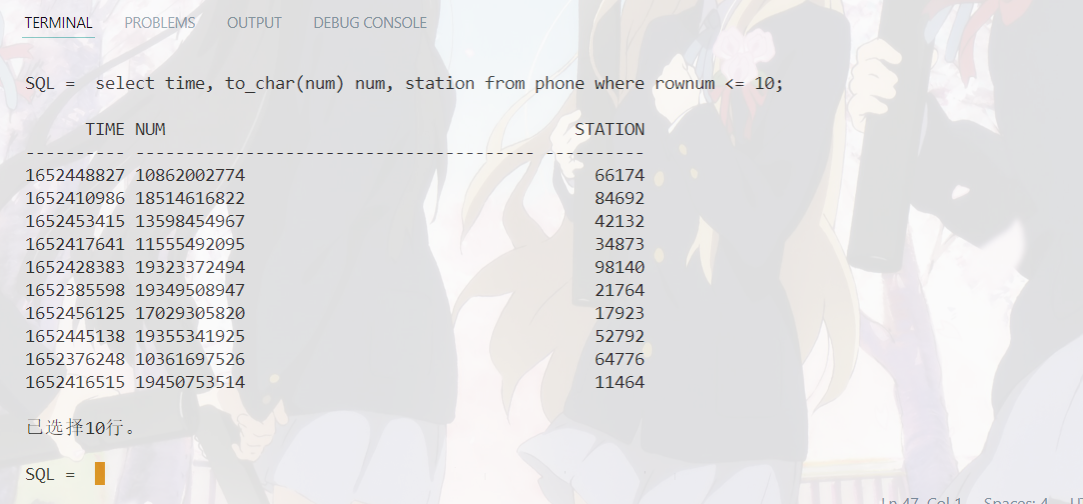 TERMINAL PROBLEMS OUTPUT DEBUG CONSOLE
SQL = select time, to_char(num) num, station from phone where rownum <= 10;
TIME NUM STATION
---------- ---------------------------------------- ----------
1652448827 10862002774 66174
1652410986 18514616822 84692
1652453415 13598454967 42132
1652417641 11555492095 34873
1652428383 19323372494 98140
1652385598 19349508947 21764
1652456125 17029305820 17923
1652445138 19355341925 52792
1652376248 10361697526 64776
1652416515 19450753514 11464
已选择10行。
SQL =
Ln 47, Col 1 Spaces: 4